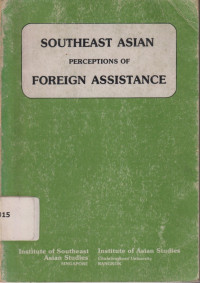 SOUTHEAST ASIAN
PERCEPTIONS OF
FOREIGN ASSISTANCE
815
Institute of Southeast
Asian Studies
SINGAPORE
Institute of Asian Studies
Chulalongkorn University
BANGKOK